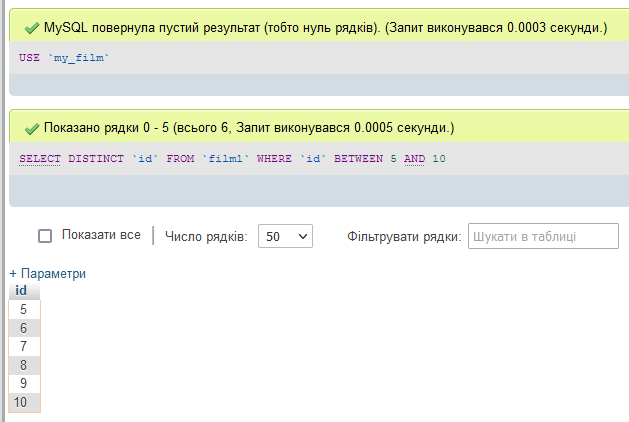 MySQL повернула пустий результат (тобто нуль рядків). (Запит виконувався 0.0003 секунди.)
USE `my_film`
Показано рядки 0 - 5 (всього 6, Запит виконувався 0.0005 секунди.)
SELECT DISTINCT `id` FROM `film1` WHERE `id` BETWEEN 5 AND 10
Показати все | Число рядків: 50 Фільтрувати рядки: Шукати в таблиці
+ Параметри
id
5
6
7
8
9
10